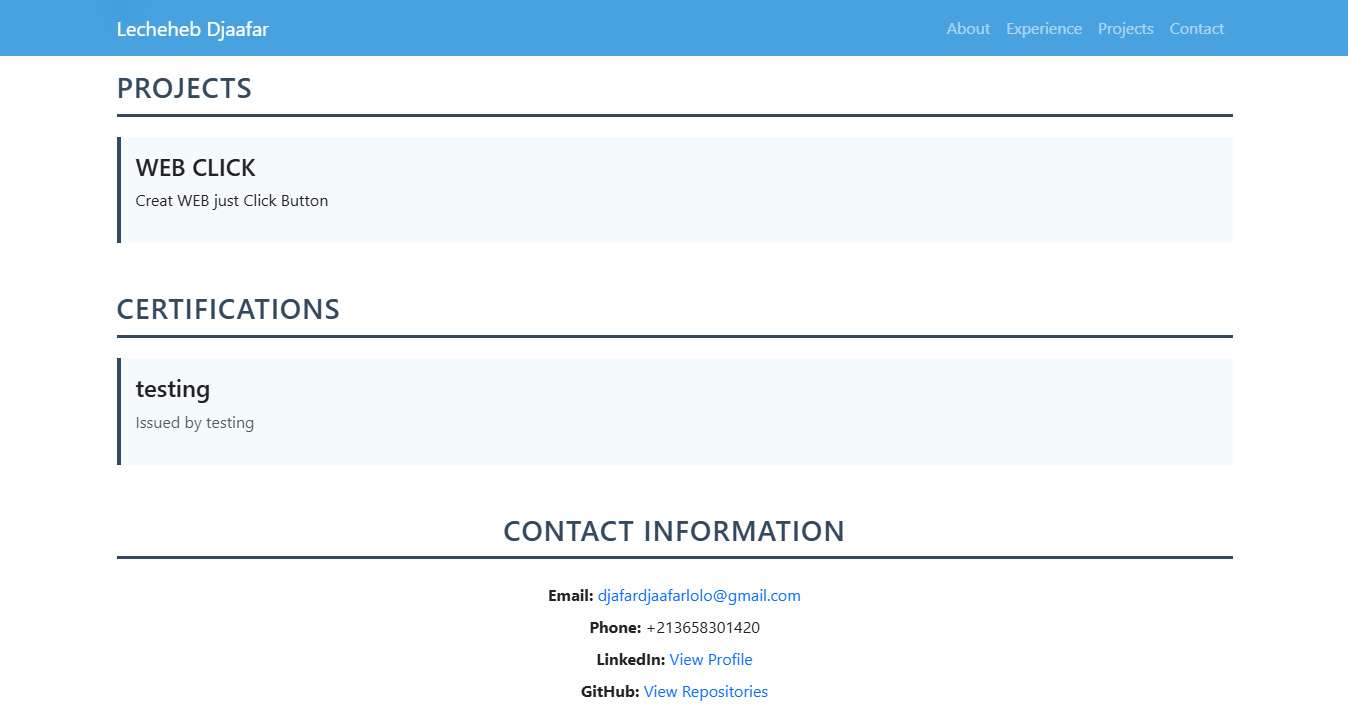 Lecheheb Djaafar
About Experience Projects Contact
PROJECTS
WEB CLICK
Creat WEB just Click Button
CERTIFICATIONS
testing
Issued by testing
CONTACT INFORMATION
Email: djafardjaafarlolo@gmail.com
Phone: +213658301420
LinkedIn: View Profile
GitHub: View Repositories